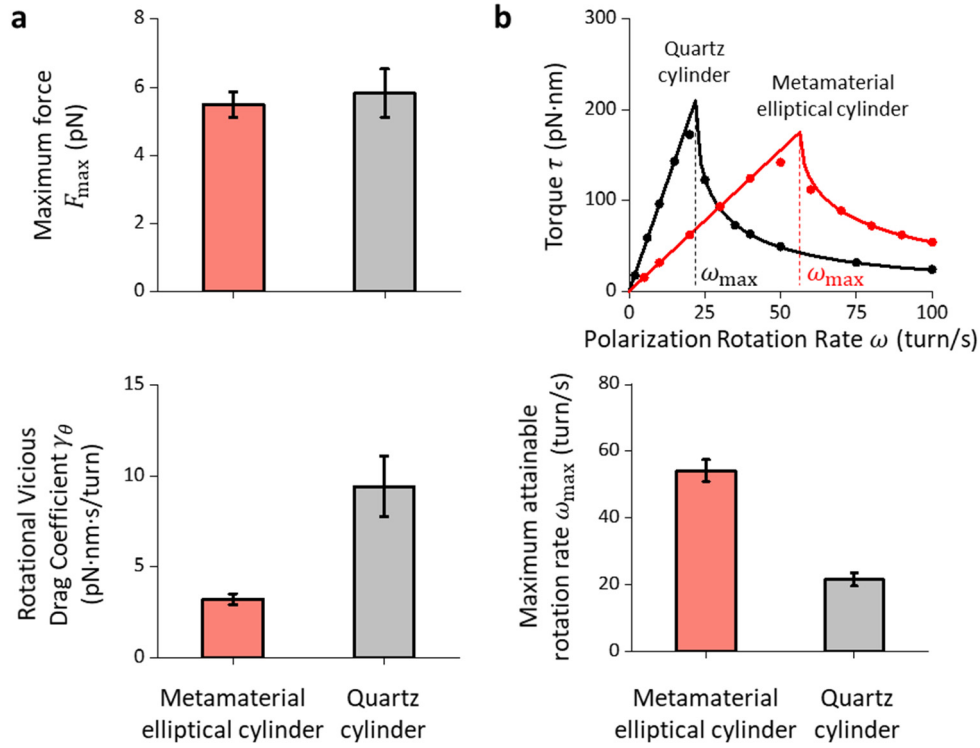 a
Maximum force
F_max (pN)
8
6
4
2
0
b
Torque τ (pN·nm)
300
200
100
0
Quartz
cylinder
Metamaterial
elliptical cylinder
ω_max
ω_max
0
25
50
75
100
Polarization Rotation Rate ω (turn/s)
Rotational Vicious
Drag Coefficient γ_θ
(pN·nm·s/turn)
15
10
5
0
Metamaterial
elliptical cylinder
Quartz
cylinder
Maximum attainable
rotation rate ω_max (turn/s)
80
60
40
20
0
Metamaterial
elliptical cylinder
Quartz
cylinder